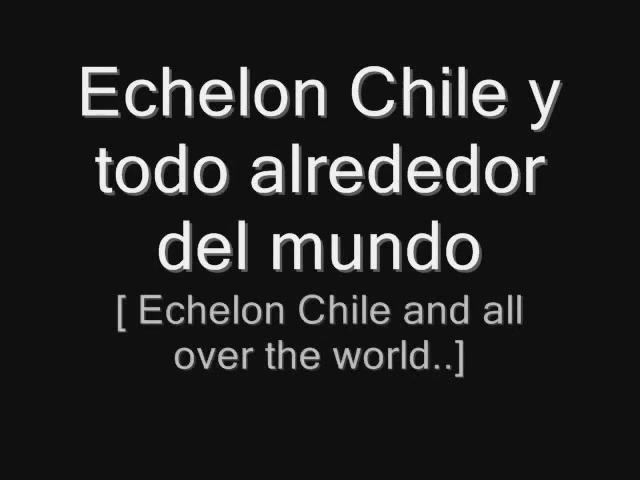 Echelon Chile y
todo alrededor
del mundo
[ Echelon Chile and all
over the world..]